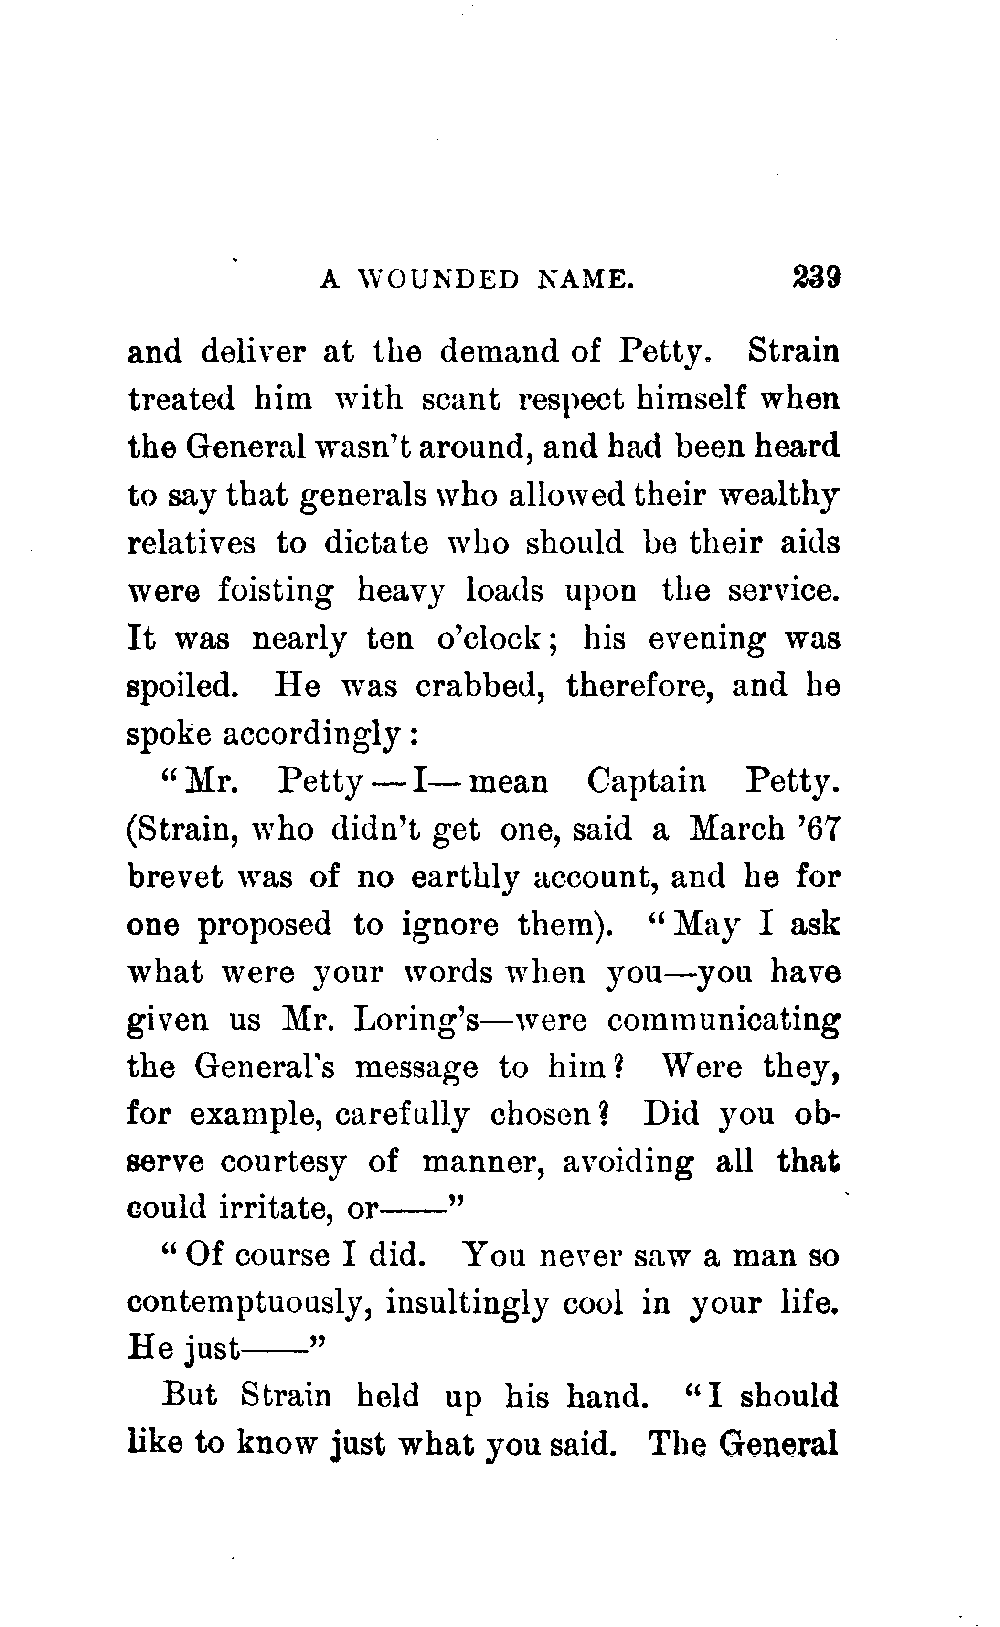 A WOUNDED NAME. 239
and deliver at the demand of Petty. Strain
treated him with scant respect himself when
the General wasn't around, and had been heard
to say that generals who allowed their wealthy
relatives to dictate who should be their aids
were foisting heavy loads upon the service.
It was nearly ten o'clock; his evening was
spoiled. He was crabbed, therefore, and he
spoke accordingly:
"Mr. Petty—I—mean Captain Petty.
(Strain, who didn't get one, said a March '67
brevet was of no earthly account, and he for
one proposed to ignore them). "May I ask
what were your words when you—you have
given us Mr. Loring's—were communicating
the General's message to him? Were they,
for example, carefully chosen? Did you ob-
serve courtesy of manner, avoiding all that
could irritate, or——"
"Of course I did. You never saw a man so
contemptuously, insultingly cool in your life.
He just——"
But Strain held up his hand. "I should
like to know just what you said. The General